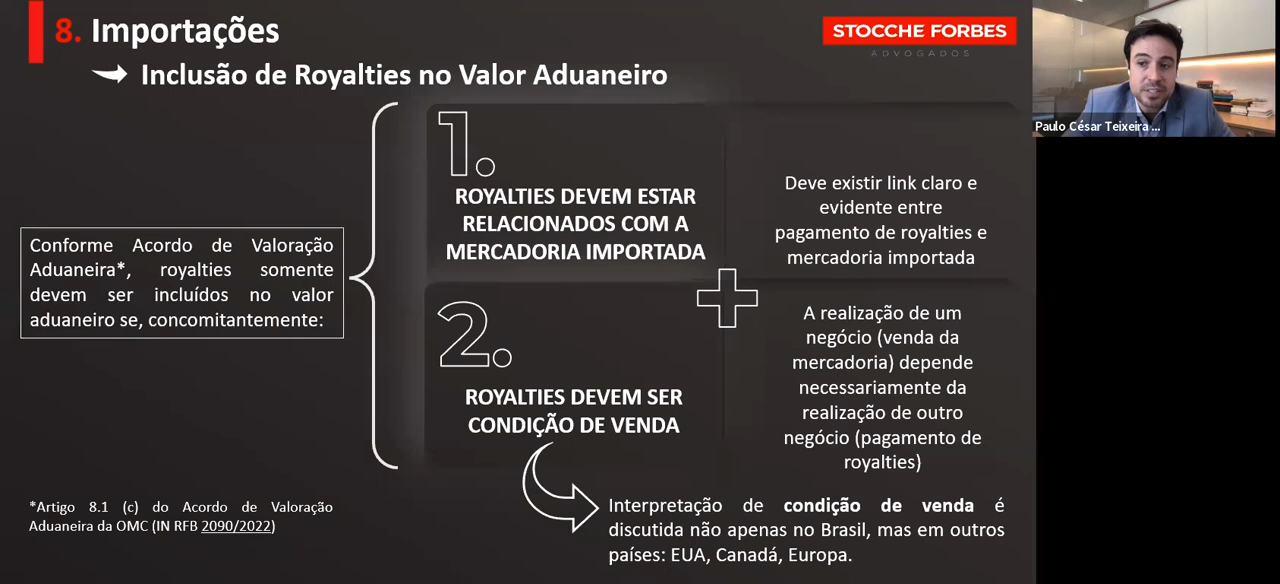 8. Importações
Inclusão de Royalties no Valor Aduaneiro
STOCCHE FORBES
ADVOGADOS
Paulo César Teixeira ...
Conforme Acordo de Valoração
Aduaneira*, royalties somente
devem ser incluídos no valor
aduaneiro se, concomitantemente:
1.
ROYALTIES DEVEM ESTAR
RELACIONADOS COM A
MERCADORIA IMPORTADA
Deve existir link claro e
evidente entre
pagamento de royalties e
mercadoria importada
2.
ROYALTIES DEVEM SER
CONDIÇÃO DE VENDA
A realização de um
negócio (venda da
mercadoria) depende
necessariamente da
realização de outro
negócio (pagamento de
royalties)
Interpretação de condição de venda é
discutida não apenas no Brasil, mas em outros
países: EUA, Canadá, Europa.
*Artigo 8.1 (c) do Acordo de Valoração
Aduaneira da OMC (IN RFB 2090/2022)